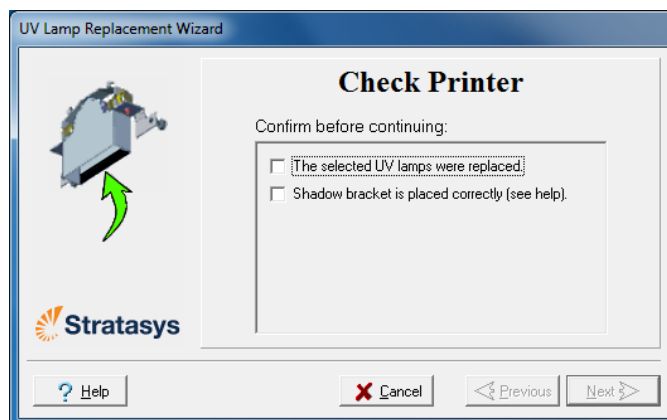 UV Lamp Replacement Wizard
Check Printer
Confirm before continuing:
The selected UV lamps were replaced.
Shadow bracket is placed correctly (see help).
Stratasys
? Help
Cancel
Previous
Next